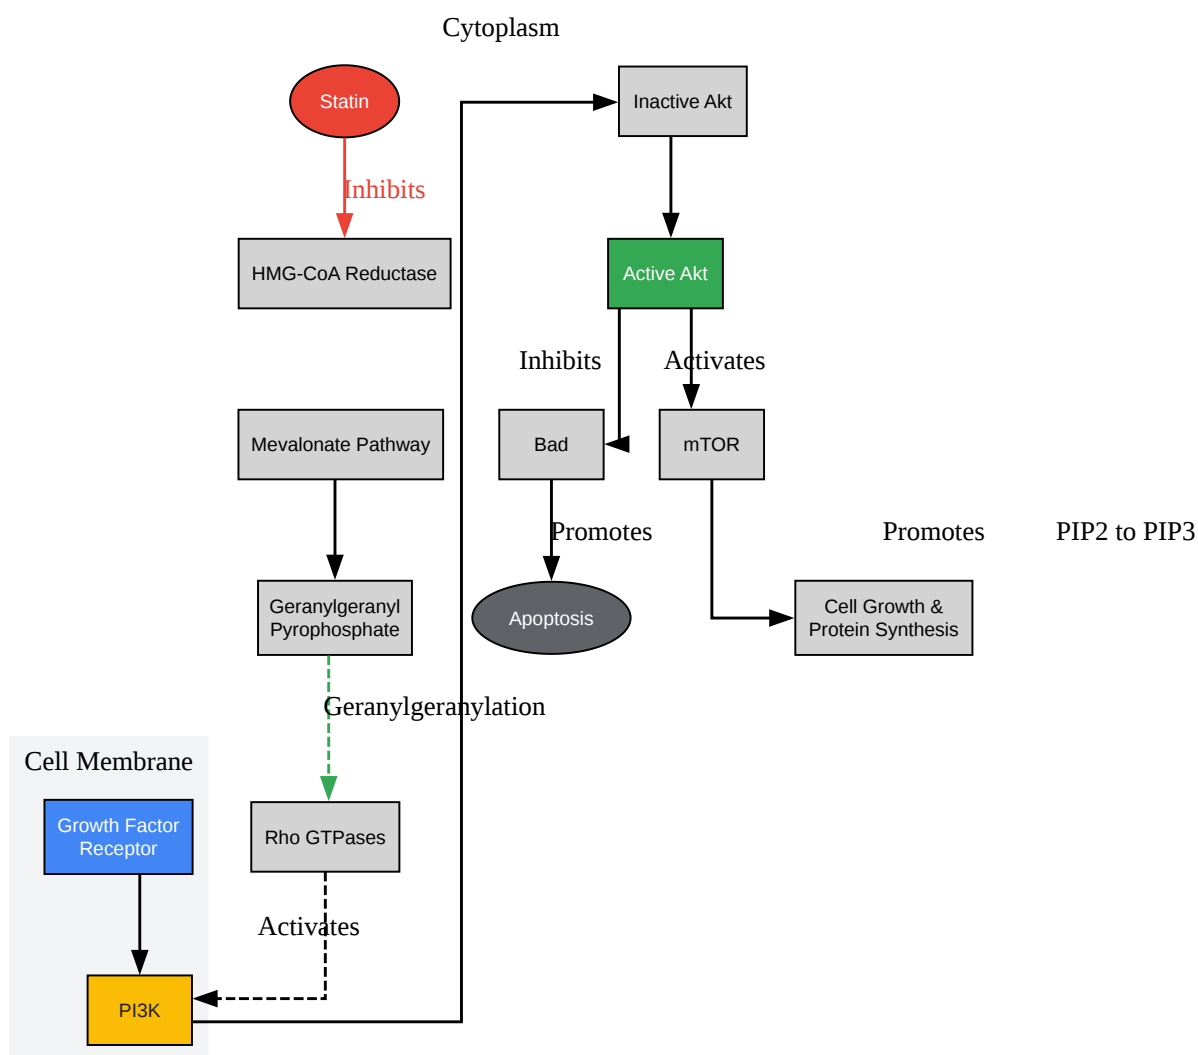 Cytoplasm
Statin
Inactive Akt
Inhibits
HMG-CoA Reductase
Active Akt
Inhibits
Activates
Mevalonate Pathway
Bad
mTOR
Promotes
Promotes
PIP2 to PIP3
Geranylgeranyl
Pyrophosphate
Apoptosis
Cell Growth &
Protein Synthesis
Geranylgeranylation
Cell Membrane
Growth Factor
Receptor
Rho GTPases
Activates
PI3K